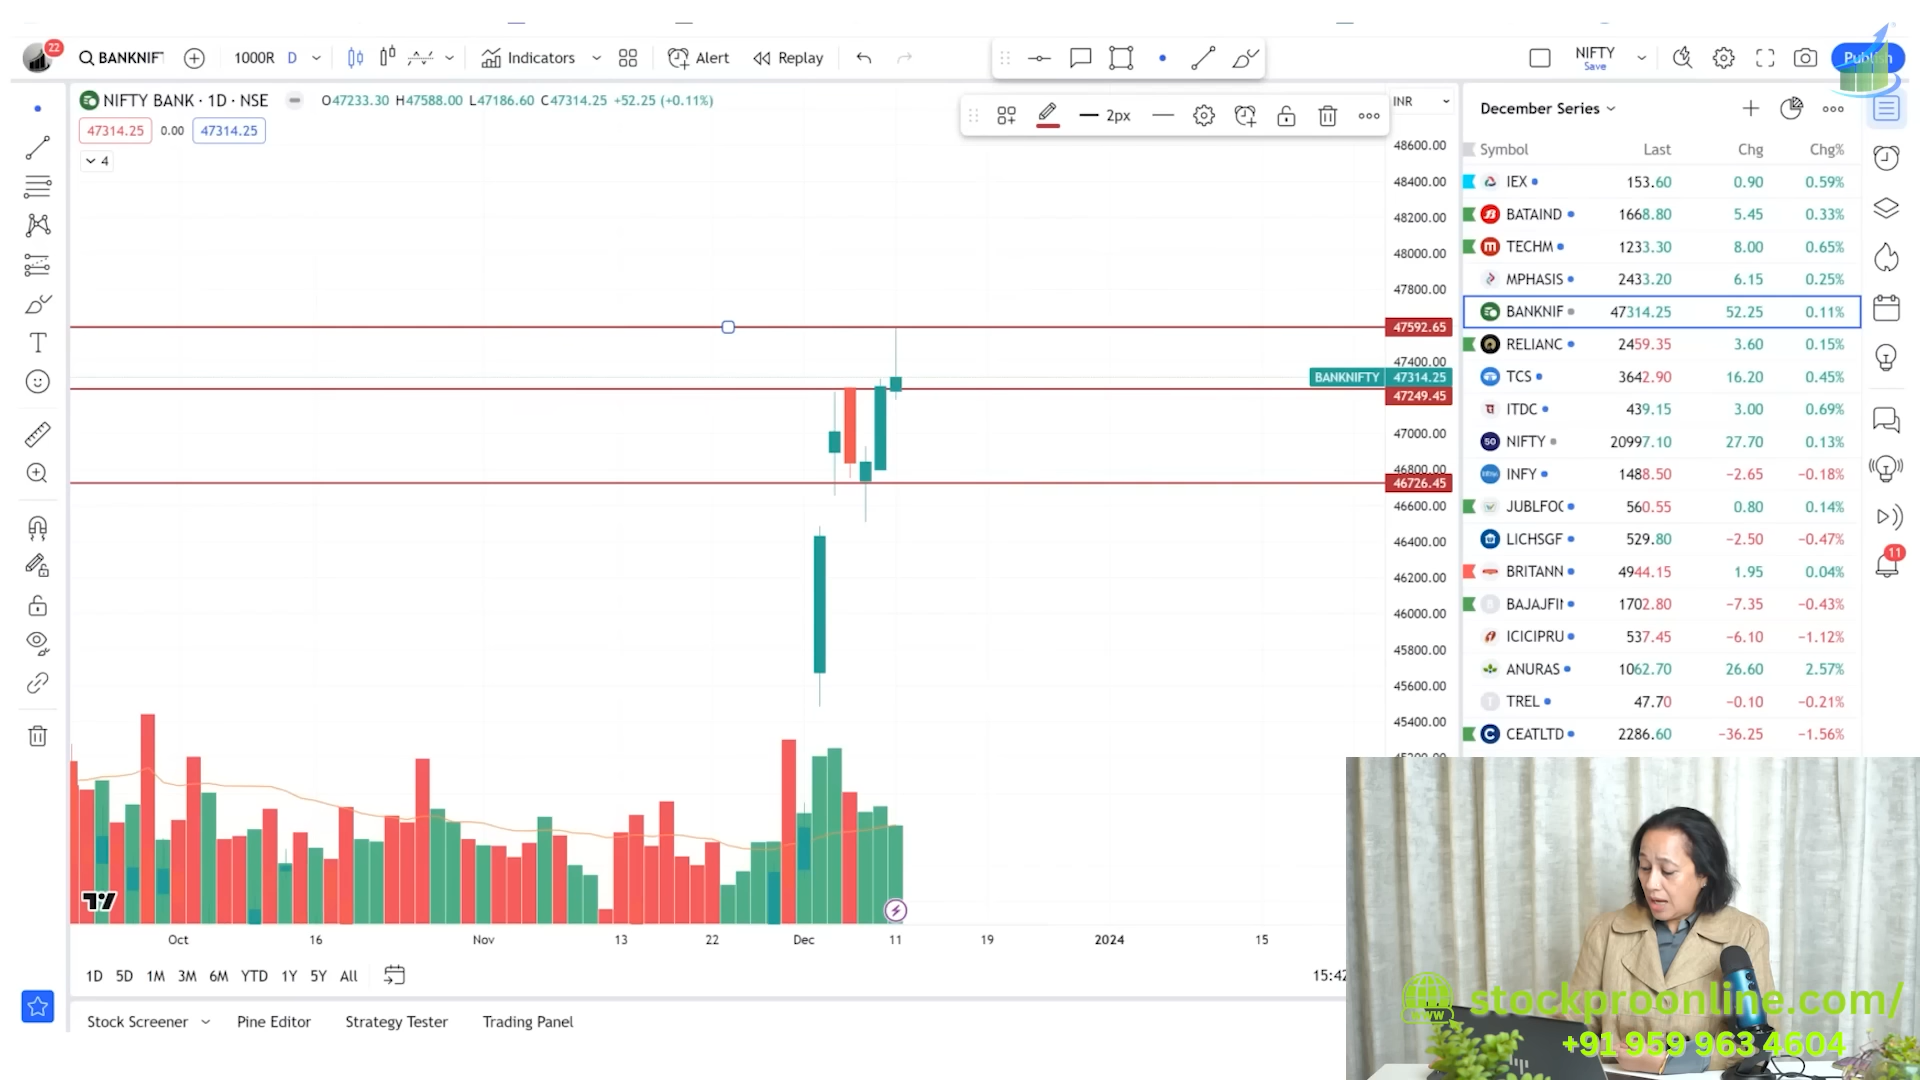 22
BANKNIFT
1000R
D
Indicators
Alert
Replay
NIFTY
Save
Publish
NIFTY BANK · 1D · NSE
O47233.30 H47588.00 L47186.60 C47314.25 +52.25 (+0.11%)
47314.25 0.00 47314.25
4
2px
INR
48600.00
48400.00
48200.00
48000.00
47800.00
47592.65
47400.00
BANKNIFTY 47314.25
47249.45
47000.00
46800.00
46726.45
46600.00
46400.00
46200.00
46000.00
45800.00
45600.00
45400.00
Oct 16 Nov 13 22 Dec 11 19 2024 15
1D 5D 1M 3M 6M YTD 1Y 5Y All
15:42
Stock Screener Pine Editor Strategy Tester Trading Panel
December Series
Symbol Last Chg Chg%
IEX 153.60 0.90 0.59%
BATAIND 1668.80 5.45 0.33%
TECHM 1233.30 8.00 0.65%
MPHASIS 2433.20 6.15 0.25%
BANKNIF 47314.25 52.25 0.11%
RELIANC 2459.35 3.60 0.15%
TCS 3642.90 16.20 0.45%
ITDC 439.15 3.00 0.69%
50 NIFTY 20997.10 27.70 0.13%
INFY 1488.50 −2.65 −0.18%
JUBLFOO 560.55 0.80 0.14%
LICHSGF 529.80 −2.50 −0.47%
BRITANN 4944.15 1.95 0.04%
BAJAJFIN 1702.80 −7.35 −0.43%
ICICIPRU 537.45 −6.10 −1.12%
ANURAS 1062.70 26.60 2.57%
TREL 47.70 −0.10 −0.21%
CEATLTD 2286.60 −36.25 −1.56%
11
www
stockproonline.com/
+91 959 963 4604